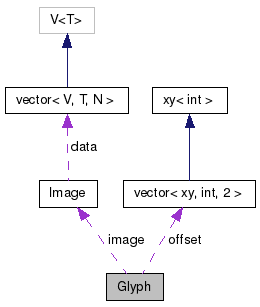 V<T>
vector< V, T, N >
xy< int >
data
Image
vector< xy, int, 2 >
image
offset
Glyph